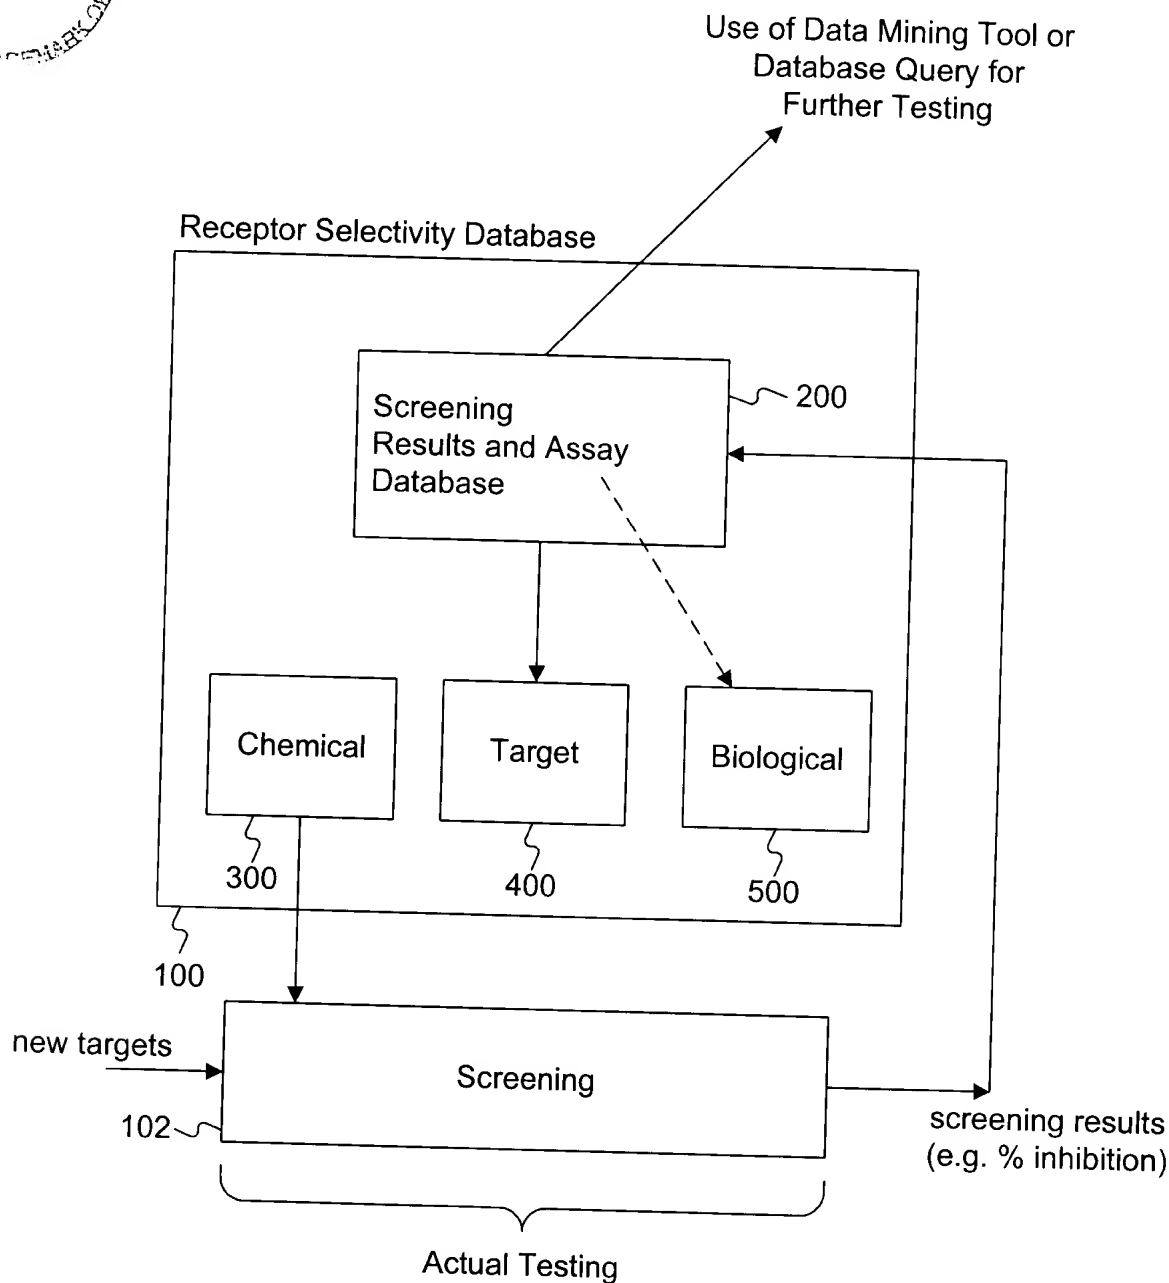 Use of Data Mining Tool or
Database Query for
Further Testing
Receptor Selectivity Database
Screening
Results and Assay
Database
200
Chemical
Target
Biological
300
400
500
100
new targets
Screening
102
screening results
(e.g. % inhibition)
Actual Testing